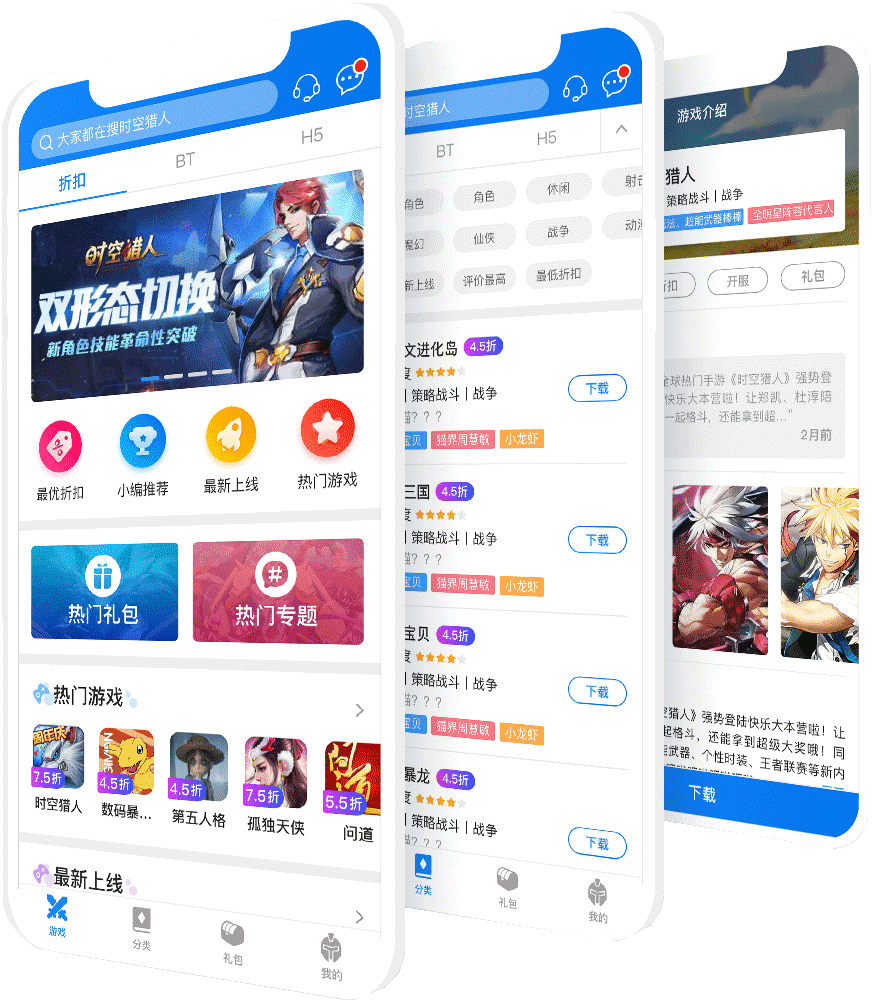 大家都在搜时空猎人
折扣
BT
H5
时空猎人
双形态切换
新角色技能革命性突破
最优折扣
小编推荐
最新上线
热门游戏
热门礼包
热门专题
热门游戏
7.5折
4.5折
4.5折
7.5折
5.5折
时空猎人
数码暴...
第五人格
孤独天侠
问道
最新上线
游戏
分类
礼包
我的
时空猎人
BT
H5
角色
角色
休闲
魔幻
仙侠
战争
新上线
评价最高
最低折扣
文进化岛
4.5折
度
策略战斗 | 战争
猫? ? ?
宝贝
猫界周慧敏
小龙虾
下载
三国
4.5折
度
策略战斗 | 战争
猫? ? ?
宝贝
猫界周慧敏
小龙虾
下载
宝贝
4.5折
度
策略战斗 | 战争
猫? ? ?
宝贝
猫界周慧敏
小龙虾
下载
暴龙
4.5折
度
策略战斗 | 战争
猫? ? ?
下载
分类
礼包
我的
游戏介绍
猎人
策略战斗 | 战争
法、超能武器棒棒
全明星阵容代言人
扣
开服
礼包
全球热门手游《时空猎人》强势登
快乐大本营啦！让郑凯、杜淳陪
一起格斗，还能拿到超..."
2月前
猎人》强势登陆快乐大本营啦！让
起格斗，还能拿到超级大奖哦！同
武器、个性时装、王者联赛等新内
下载